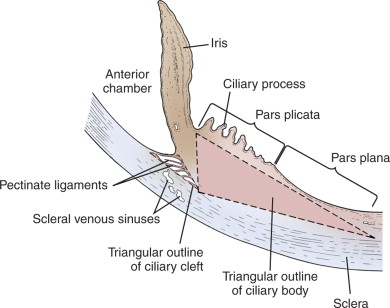 Iris
Anterior
chamber
Ciliary process
Pars plicata
Pars plana
Pectinate ligaments
Scleral venous sinuses
Triangular outline
of ciliary cleft
Triangular outline
of ciliary body
Sclera